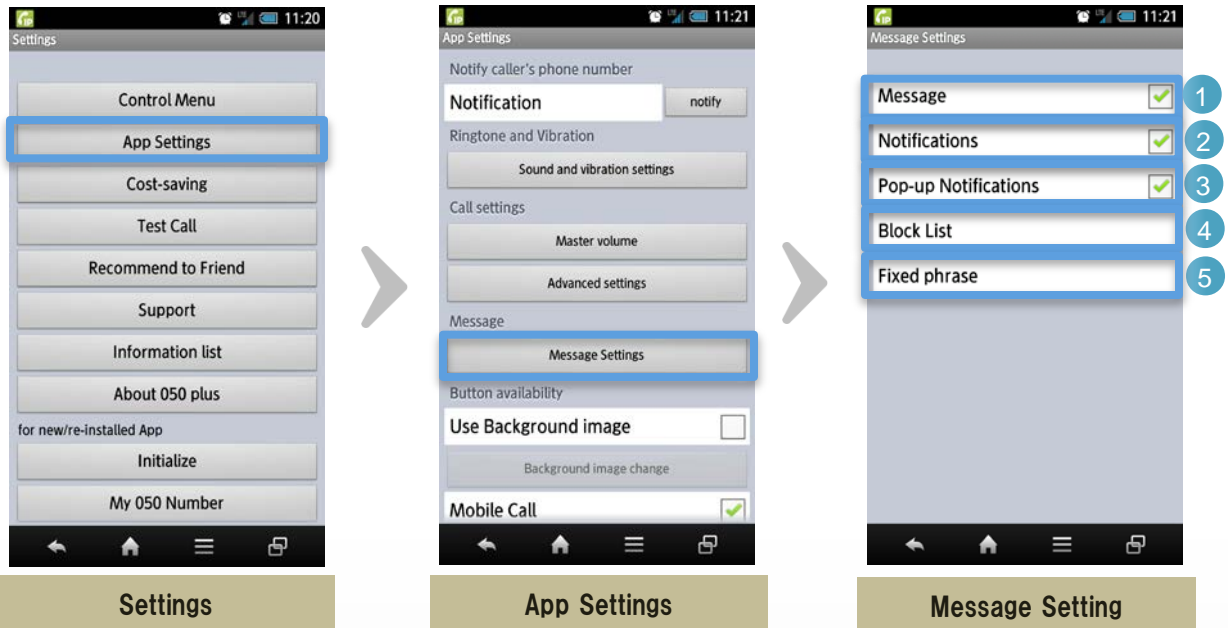 11:20
Settings
Control Menu
App Settings
Cost-saving
Test Call
Recommend to Friend
Support
Information list
About 050 plus
for new/re-installed App
Initialize
My 050 Number
Settings
11:21
App Settings
Notify caller's phone number
Notification notify
Ringtone and Vibration
Sound and vibration settings
Call settings
Master volume
Advanced settings
Message
Message Settings
Button availability
Use Background image
Background image change
Mobile Call
App Settings
11:21
Message Settings
Message 1
Notifications 2
Pop-up Notifications 3
Block List 4
Fixed phrase 5
Message Setting